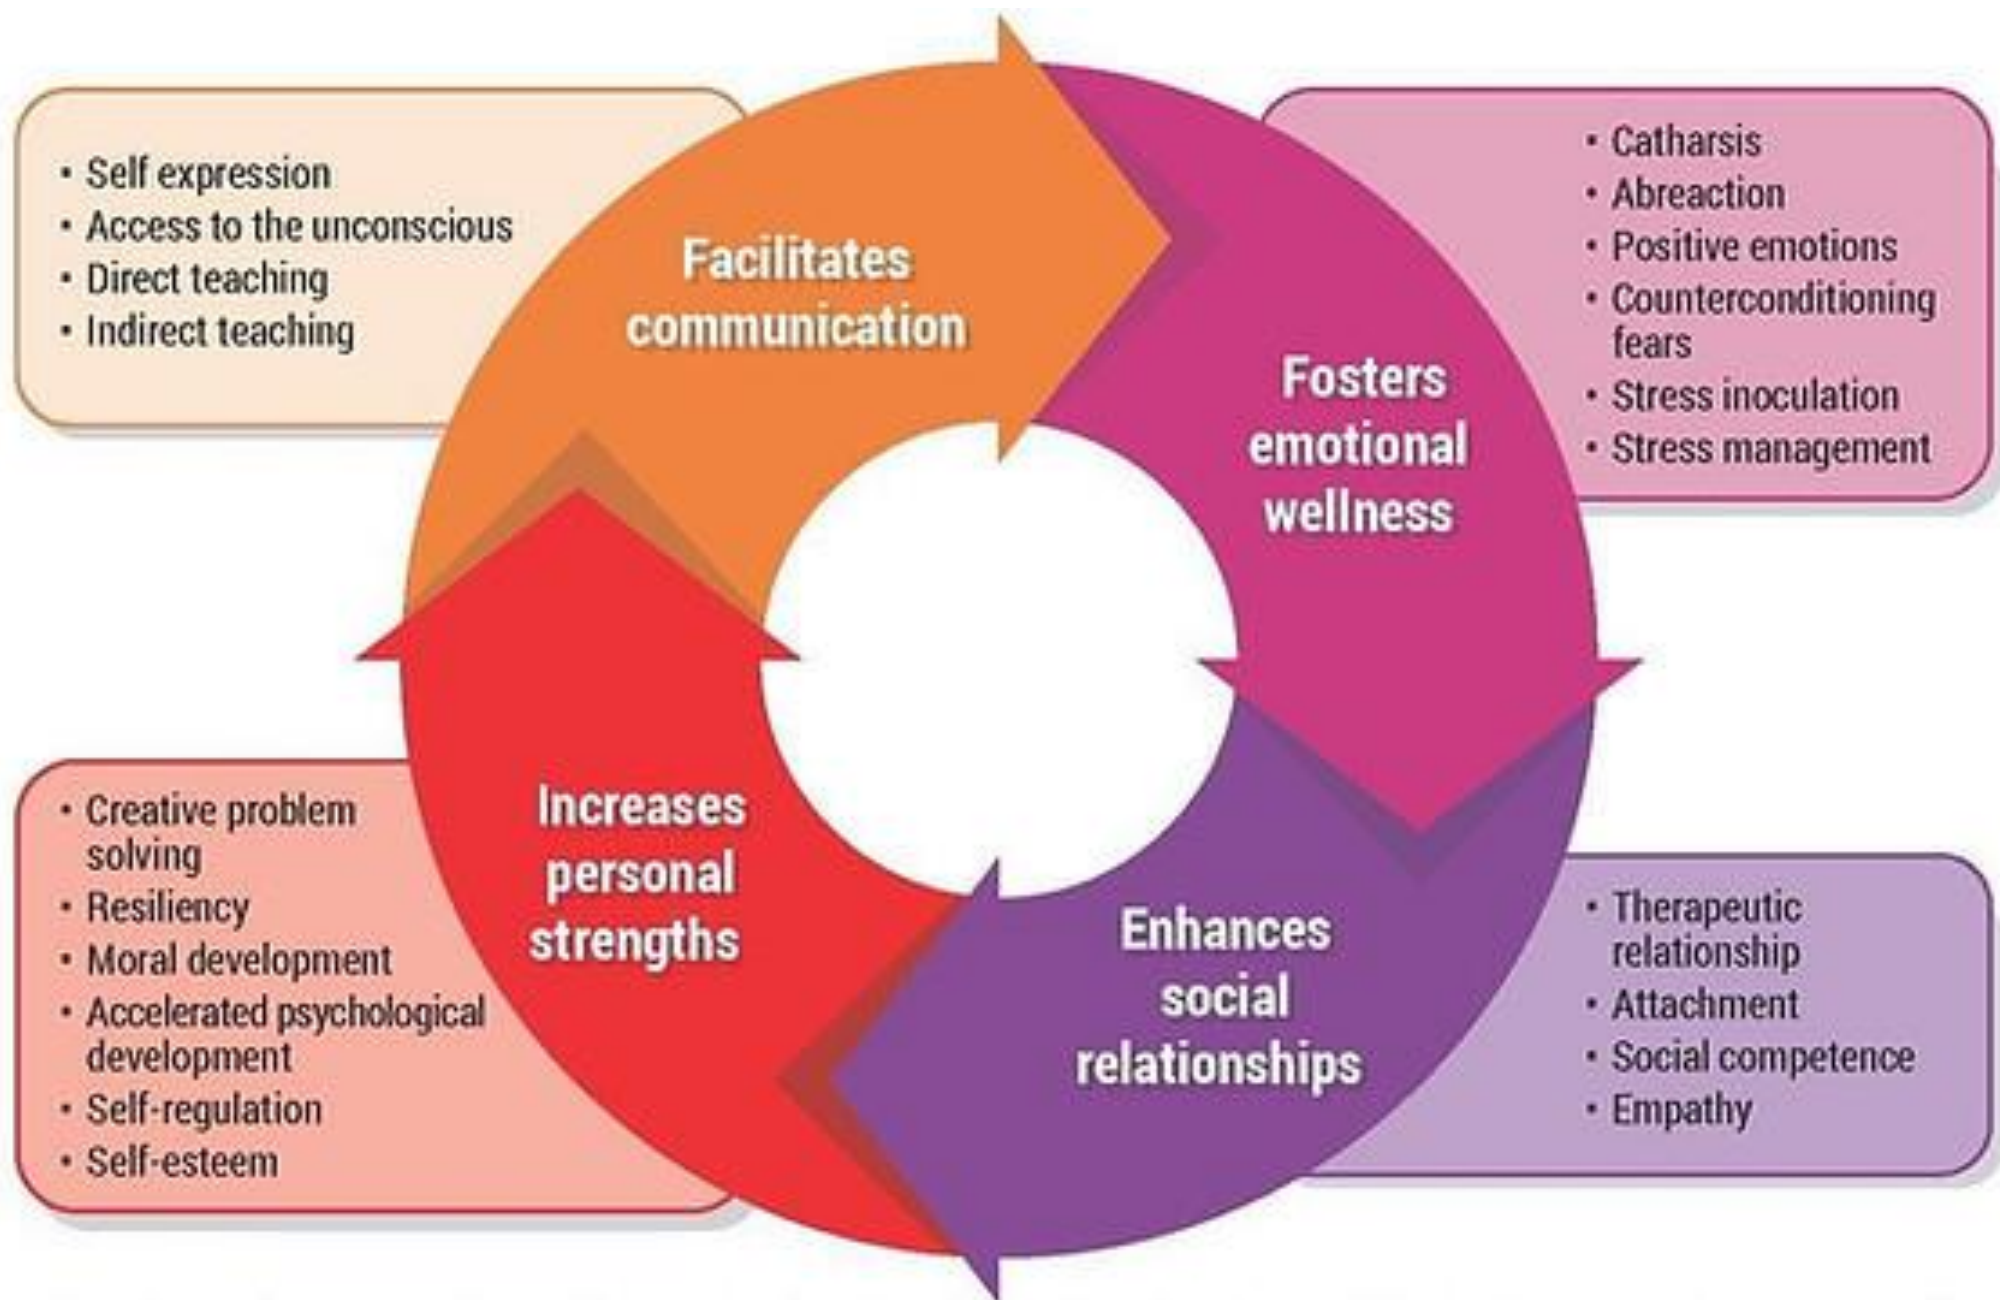 • Self expression
• Access to the unconscious
• Direct teaching
• Indirect teaching
Facilitates
communication
Fosters
emotional
wellness
• Catharsis
• Abreaction
• Positive emotions
• Counterconditioning
fears
• Stress inoculation
• Stress management
Increases
personal
strengths
• Creative problem
solving
• Resiliency
• Moral development
• Accelerated psychological
development
• Self-regulation
• Self-esteem
Enhances
social
relationships
• Therapeutic
relationship
• Attachment
• Social competence
• Empathy